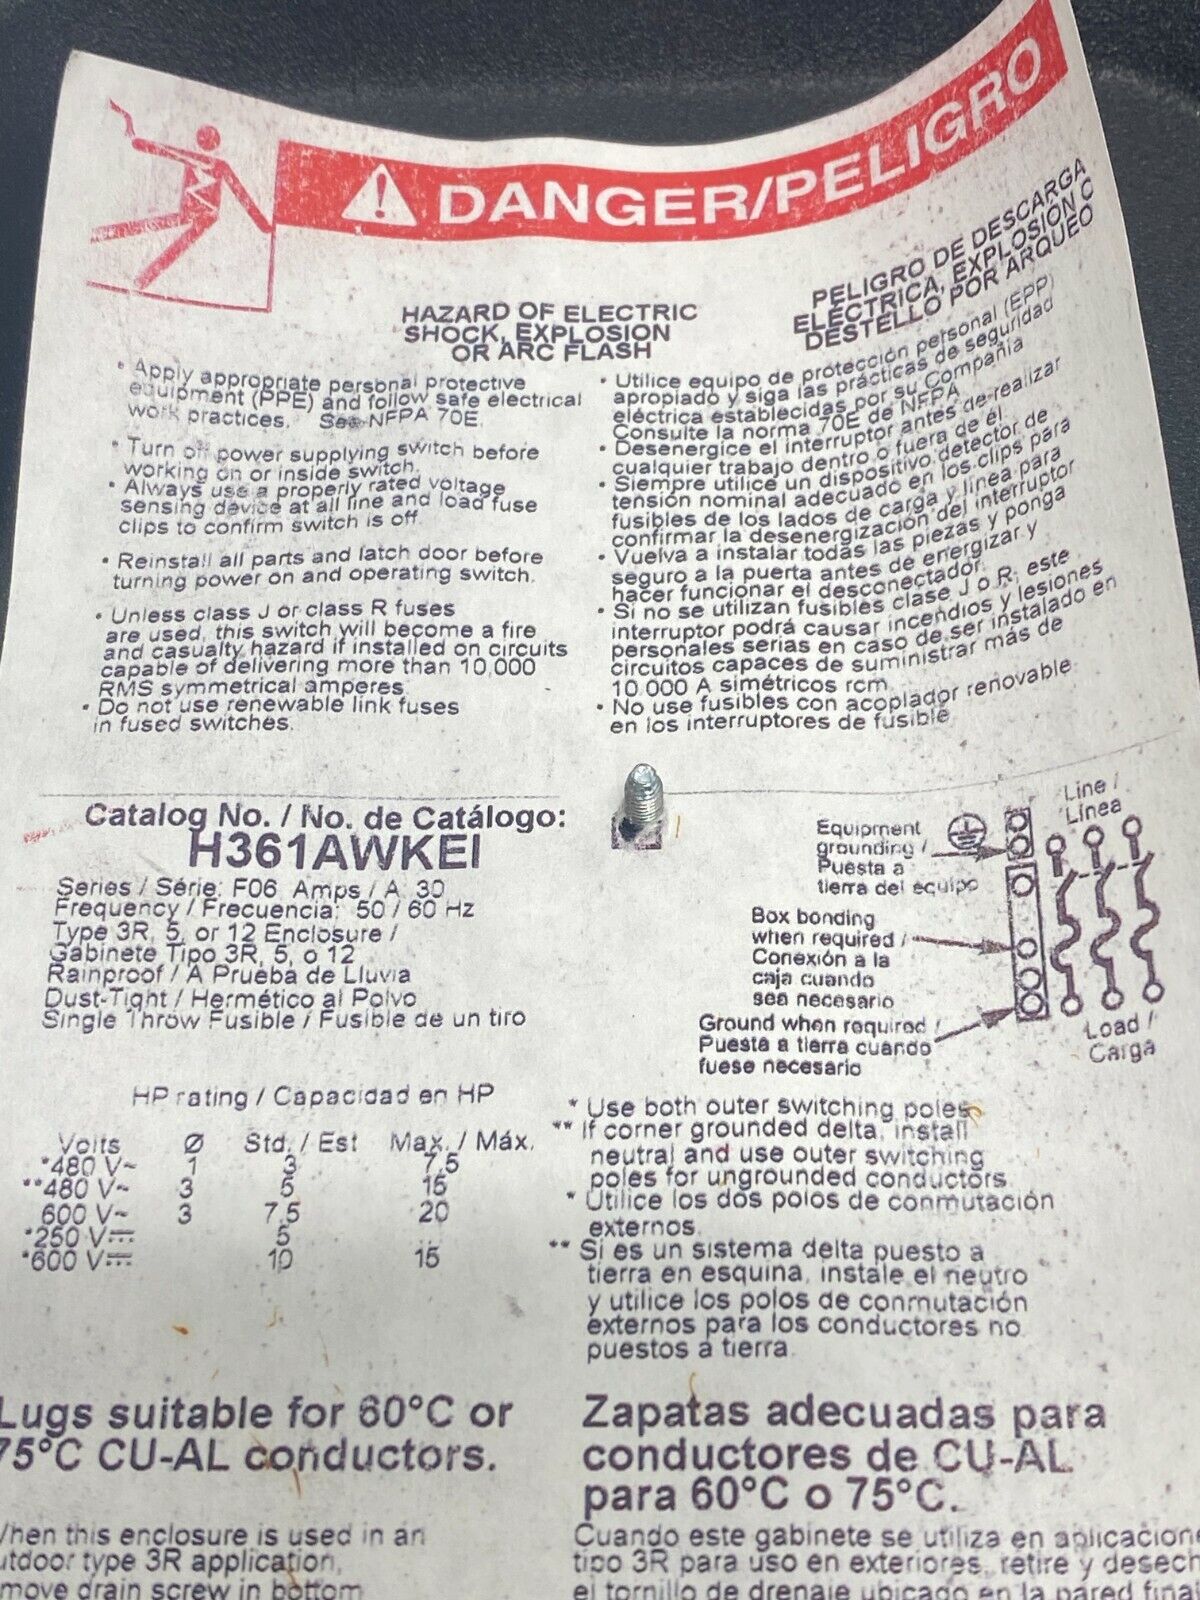 DANGER/PELIGRO
HAZARD OF ELECTRIC
SHOCK, EXPLOSION
OR ARC FLASH
• Apply appropriate personal protective
equipment (PPE) and follow safe electrical
work practices. See NFPA 70E.
• Turn off power supplying switch before
working on or inside switch.
• Always use a properly rated voltage
sensing device at all line and load fuse
clips to confirm switch is off.
• Reinstall all parts and latch door before
turning power on and operating switch.
• Unless class J or class R fuses
are used, this switch will become a fire
and casualty hazard if installed on circuits
capable of delivering more than 10,000
RMS symmetrical amperes.
• Do not use renewable link fuses
in fused switches.
PELIGRO DE DESCARGA
ELÉCTRICA, EXPLOSIÓN O
DESTELLO POR ARQUEO
• Utilice equipo de protección personal (EPP)
apropiado y siga las prácticas de seguridad
eléctrica establecidas por su Compañia
Consulte la norma 70E de NFPA
• Desenergice el interruptor antes de realizar
cualquier trabajo dentro o fuera de él
• Siempre utilice un dispositivo detector de
tensión nominal adecuado en los clips para
fusibles de los lados de carga y línea para
confirmar la desenergización del interruptor
• Vuelva a instalar todas las piezas y ponga
seguro a la puerta antes de energizar y
hacer funcionar el desconectador.
• Si no se utilizan fusibles clase J o R, este
interruptor podrá causar incendios y lesiones
personales serias en caso de ser instalado en
circuitos capaces de suministrar más de
10 000 A simétricos rcm
• No use fusibles con acoplador renovable
en los interruptores de fusible
Catalog No. / No. de Catálogo:
H361AWKEI
Series / Série: F06 Amps / A: 30
Frequency / Frecuencia: 50 / 60 Hz
Type 3R, 5, or 12 Enclosure /
Gabinete Tipo 3R, 5, o 12
Rainproof / A Prueba de Lluvia
Dust-Tight / Hermético al Polvo
Single Throw Fusible / Fusible de un tiro
Line /
Línea
Equipment
grounding /
Puesta a
tierra del equipo
Box bonding
when required /
Conexión a la
caja cuando
sea necesario
Ground when required /
Puesta a tierra cuando
fuese necesario
Load /
Carga
HP rating / Capacidad en HP
Volts Ø Std. / Est Max. / Máx.
*480 V~ 1 3 7.5
**480 V~ 3 5 15
600 V~ 3 7.5 20
*250 V⎓ 5
*600 V⎓ 10 15
* Use both outer switching poles
** If corner grounded delta, install
neutral and use outer switching
poles for ungrounded conductors.
* Utilice los dos polos de conmutación
externos.
** Si es un sistema delta puesto a
tierra en esquina, instale el neutro
y utilice los polos de conmutación
externos para los conductores no
puestos a tierra.
Lugs suitable for 60°C or
75°C CU-AL conductors.
Zapatas adecuadas para
conductores de CU-AL
para 60°C o 75°C.
When this enclosure is used in an
utdoor type 3R application,
move drain screw in bottom
Cuando este gabinete se utiliza en aplicacione
tipo 3R para uso en exteriores, retire y desech
el tornillo de drenaje ubicado en la pared final